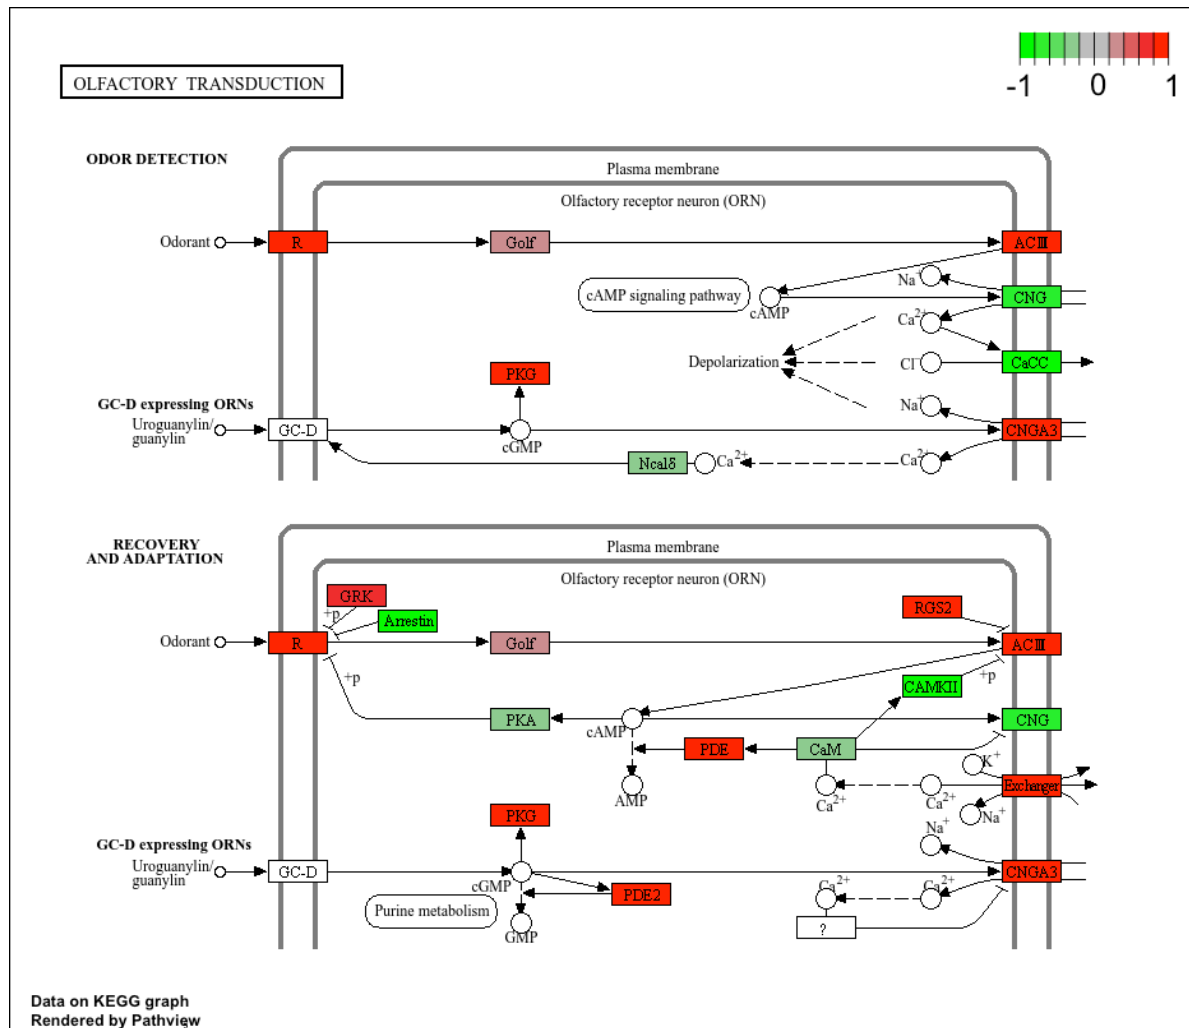 -1 0 1
OLFACTORY TRANSDUCTION
ODOR DETECTION
Plasma membrane
Olfactory receptor neuron (ORN)
Odorant
R
Golf
ACIII
Na+
cAMP signaling pathway
cAMP
CNG
Ca2+
Depolarization
Cl-
CaCC
PKG
Na+
GC-D expressing ORNs
Uroguanylin/
guanylin
GC-D
cGMP
CNGA3
Ncalδ
Ca2+
Ca2+
RECOVERY
AND ADAPTATION
Plasma membrane
Olfactory receptor neuron (ORN)
GRK
+p
Arrestin
RGS2
Odorant
R
Golf
ACIII
+p
CAMKII
+p
PKA
cAMP
CNG
PDE
CaM
K+
AMP
Ca2+
Ca2+
Exchanger
Na+
PKG
Na+
GC-D expressing ORNs
Uroguanylin/
guanylin
GC-D
cGMP
CNGA3
PDE2
Ca2+
Ca2+
Purine metabolism
GMP
?
Data on KEGG graph
Rendered by Pathview